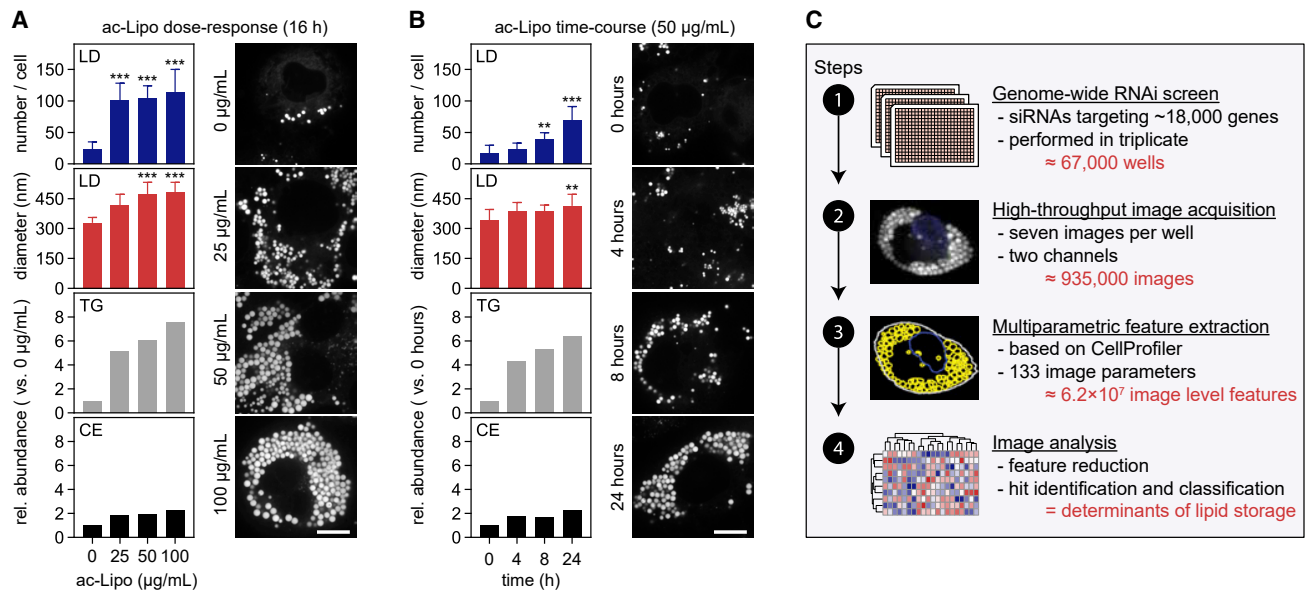 A
ac-Lipo dose-response (16 h)
number / cell
150
100
50
0
LD
***
***
***
0 µg/mL
diameter (nm)
450
300
150
0
LD
***
***
25 µg/mL
rel. abundance ( vs. 0 µg/mL)
8
6
4
2
0
TG
50 µg/mL
8
6
4
2
0
CE
100 µg/mL
0
25
50
100
ac-Lipo (µg/mL)
B
ac-Lipo time-course (50 µg/mL)
number / cell
150
100
50
0
LD
**
***
0 hours
diameter (nm)
450
300
150
0
LD
**
4 hours
rel. abundance ( vs. 0 hours)
8
6
4
2
0
TG
8 hours
8
6
4
2
0
CE
24 hours
0
4
8
24
time (h)
C
Steps
1
Genome-wide RNAi screen
- siRNAs targeting ~18,000 genes
- performed in triplicate
≈ 67,000 wells
2
High-throughput image acquisition
- seven images per well
- two channels
≈ 935,000 images
3
Multiparametric feature extraction
- based on CellProfiler
- 133 image parameters
≈ 6.2×10⁷ image level features
4
Image analysis
- feature reduction
- hit identification and classification
= determinants of lipid storage